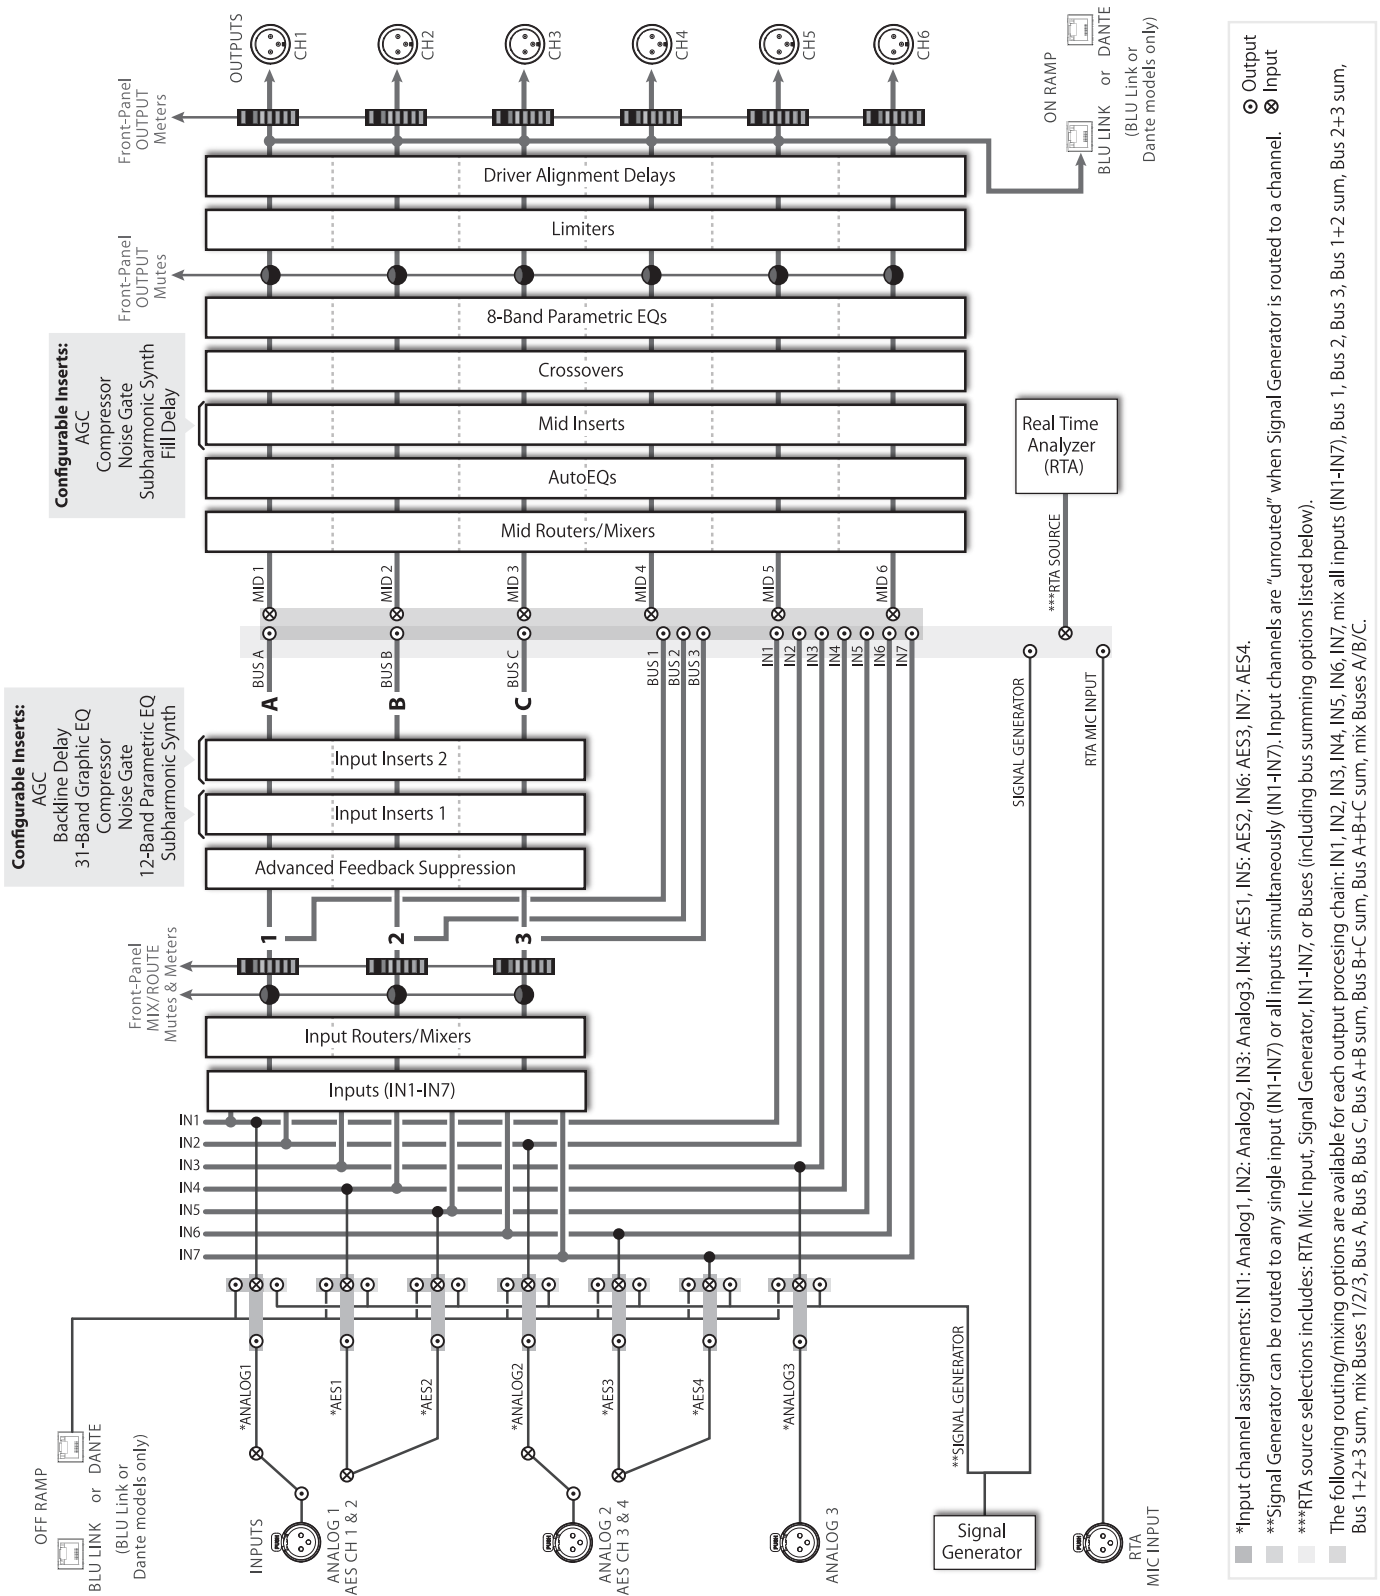 OUTPUTS
CH1
CH2
CH3
CH4
CH5
CH6
Front-Panel
OUTPUT
Meters
ON RAMP
BLU LINK or DANTE
(BLU Link or
Dante models only)
Driver Alignment Delays
Limiters
Front-Panel
OUTPUT
Mutes
8-Band Parametric EQs
Crossovers
Configurable Inserts:
AGC
Compressor
Noise Gate
Subharmonic Synth
Fill Delay
Mid Inserts
AutoEQs
Mid Routers/Mixers
Real Time
Analyzer
(RTA)
***RTA SOURCE
MID 1
MID 2
MID 3
MID 4
MID 5
MID 6
BUS A
BUS B
BUS C
BUS 1
BUS 2
BUS 3
IN1
IN2
IN3
IN4
IN5
IN6
IN7
A
B
C
SIGNAL GENERATOR
RTA MIC INPUT
Configurable Inserts:
AGC
Backline Delay
31-Band Graphic EQ
Compressor
Noise Gate
12-Band Parametric EQ
Subharmonic Synth
Input Inserts 2
Input Inserts 1
Advanced Feedback Suppression
1
2
3
Front-Panel
MIX/ROUTE
Mutes & Meters
Input Routers/Mixers
Inputs (IN1-IN7)
IN1
IN2
IN3
IN4
IN5
IN6
IN7
*ANALOG1
*AES1
*AES2
*ANALOG2
*AES3
*AES4
*ANALOG3
**SIGNAL GENERATOR
OFF RAMP
BLU LINK or DANTE
(BLU Link or
Dante models only)
INPUTS
PUSH
ANALOG 1
AES CH 1 & 2
PUSH
ANALOG 2
AES CH 3 & 4
PUSH
ANALOG 3
Signal
Generator
PUSH
RTA
MIC INPUT
*Input channel assignments: IN1: Analog1, IN2: Analog2, IN3: Analog3, IN4: AES1, IN5: AES2, IN6: AES3, IN7: AES4.
Output
**Signal Generator can be routed to any single input (IN1-IN7) or all inputs simultaneously (IN1-IN7). Input channels are "unrouted" when Signal Generator is routed to a channel.
Input
***RTA source selections includes: RTA Mic Input, Signal Generator, IN1-IN7, or Buses (including bus summing options listed below).
The following routing/mixing options are available for each output procesing chain: IN1, IN2, IN3, IN4, IN5, IN6, IN7, mix all inputs (IN1-IN7), Bus 1, Bus 2, Bus 3, Bus 1+2 sum, Bus 2+3 sum,
Bus 1+2+3 sum, mix Buses 1/2/3, Bus A, Bus B, Bus C, Bus A+B sum, Bus B+C sum, Bus A+B+C sum, mix Buses A/B/C.